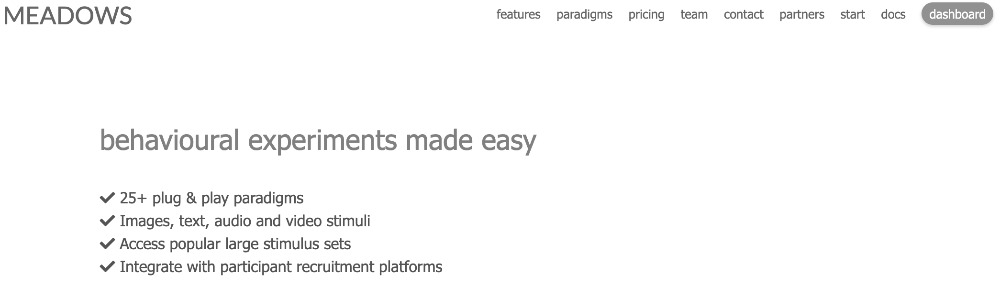 MEADOWS
features paradigms pricing team contact partners start docs dashboard
behavioural experiments made easy
25+ plug & play paradigms
Images, text, audio and video stimuli
Access popular large stimulus sets
Integrate with participant recruitment platforms